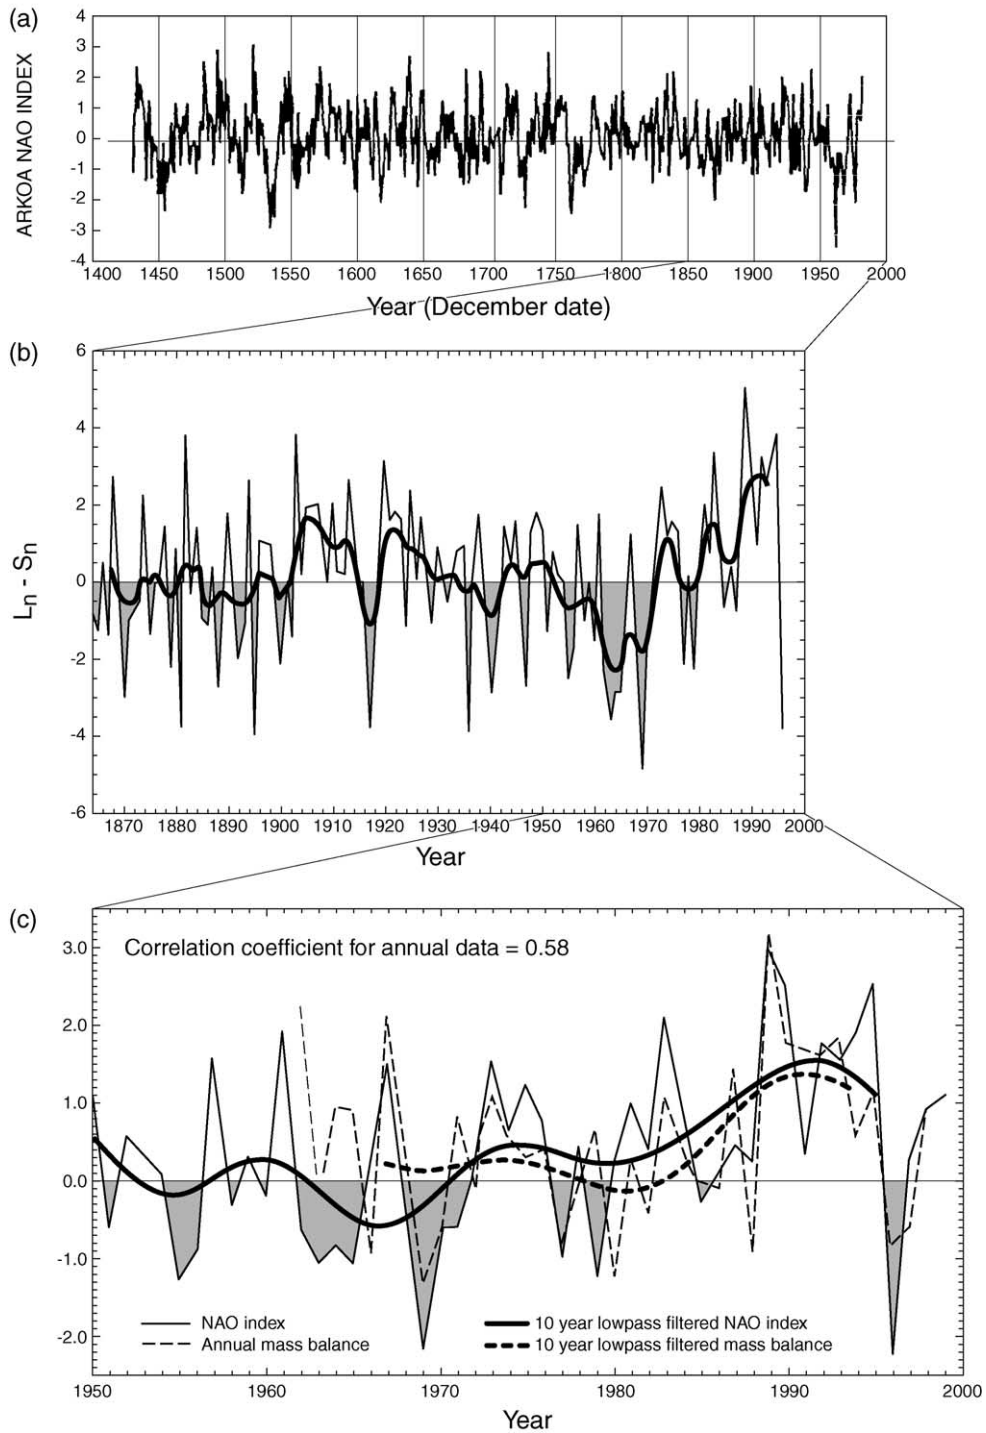 (a)
ARKOA NAO INDEX
4
3
2
1
0
-1
-2
-3
-4
1400 1450 1500 1550 1600 1650 1700 1750 1800 1850 1900 1950 2000
Year (December date)
(b)
Ln - Sn
6
4
2
0
-2
-4
-6
1870 1880 1890 1900 1910 1920 1930 1940 1950 1960 1970 1980 1990 2000
Year
(c)
Correlation coefficient for annual data = 0.58
3.0
2.0
1.0
0.0
-1.0
-2.0
NAO index
Annual mass balance
10 year lowpass filtered NAO index
10 year lowpass filtered mass balance
1950 1960 1970 1980 1990 2000
Year